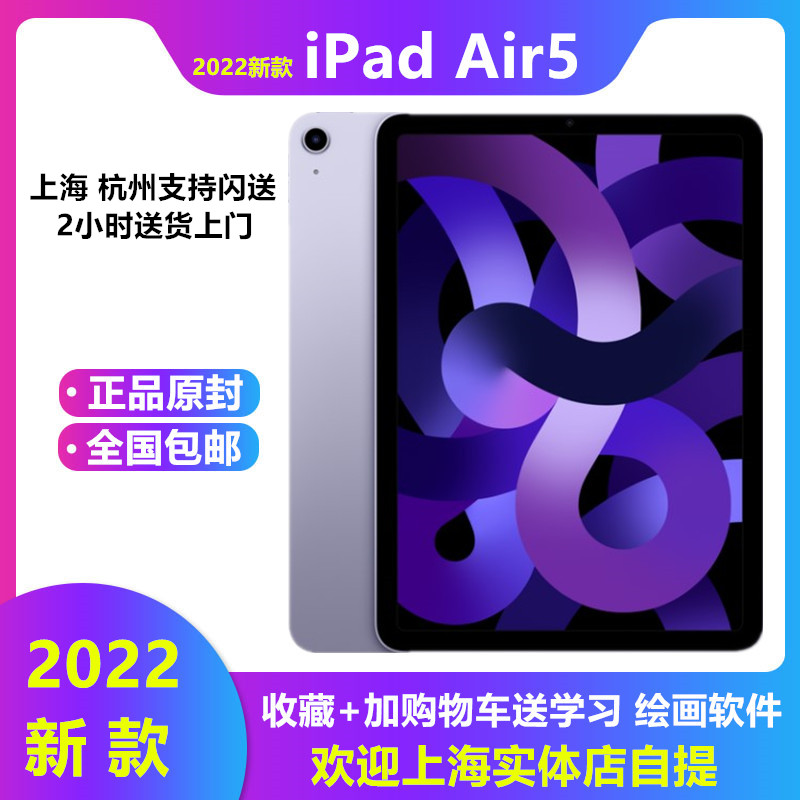 2022新款 iPad Air5
上海 杭州支持闪送
2小时送货上门
• 正品原封
• 全国包邮
2022
新款
收藏+加购物车送学习 绘画软件
欢迎上海实体店自提